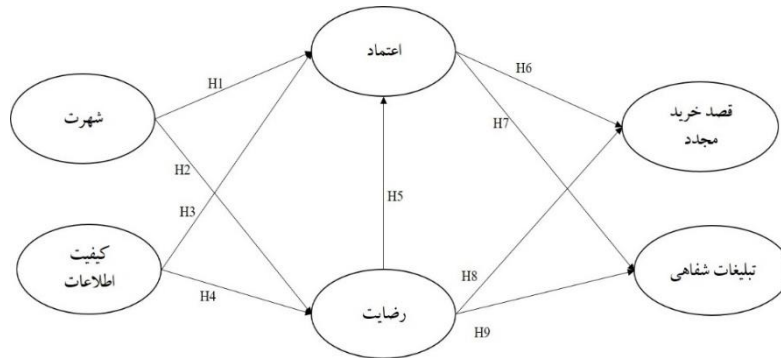 اعتماد
H1
H6
شهرت
قصد خرید
مجدد
H7
H2
H3
H5
کیفیت
اطلاعات
تبلیغات شفاهی
H8
H4
رضایت
H9